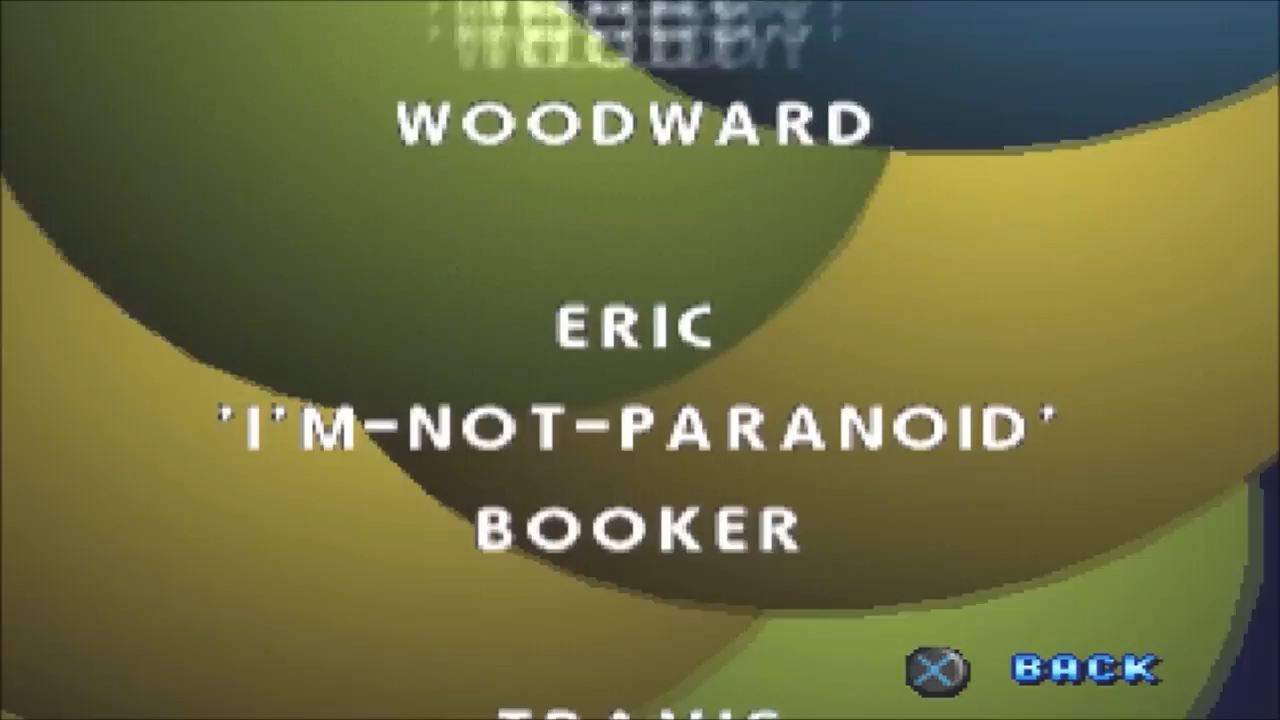 WOODWARD
ERIC
'I'M-NOT-PARANOID'
BOOKER
BACK